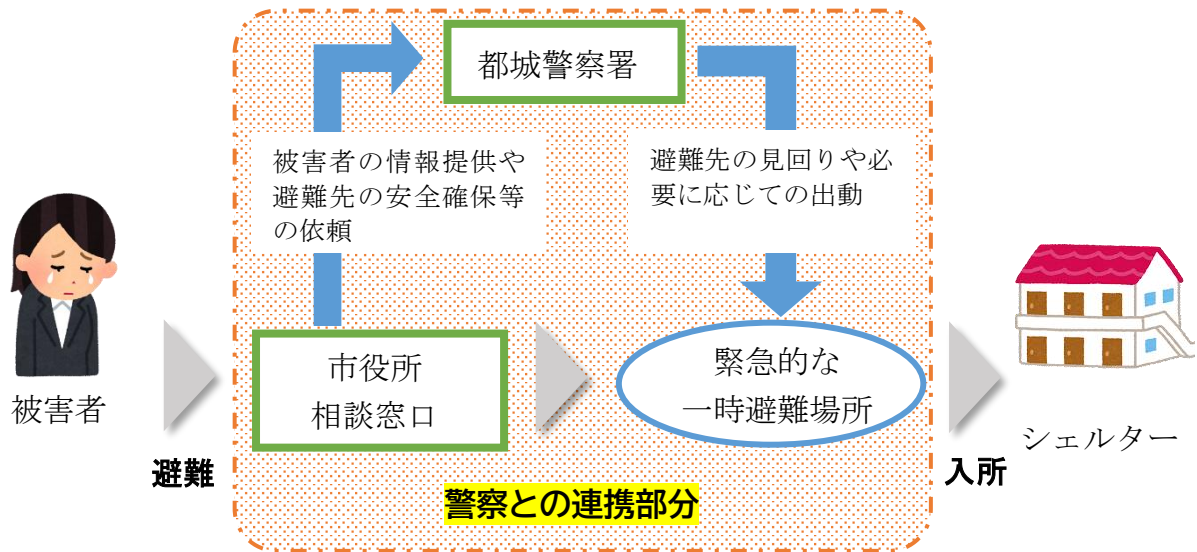 都城警察署
被害者の情報提供や
避難先の安全確保等
の依頼
避難先の見回りや必
要に応じての出動
被害者
避難
市役所
相談窓口
緊急的な
一時避難場所
入所
シェルター
警察との連携部分